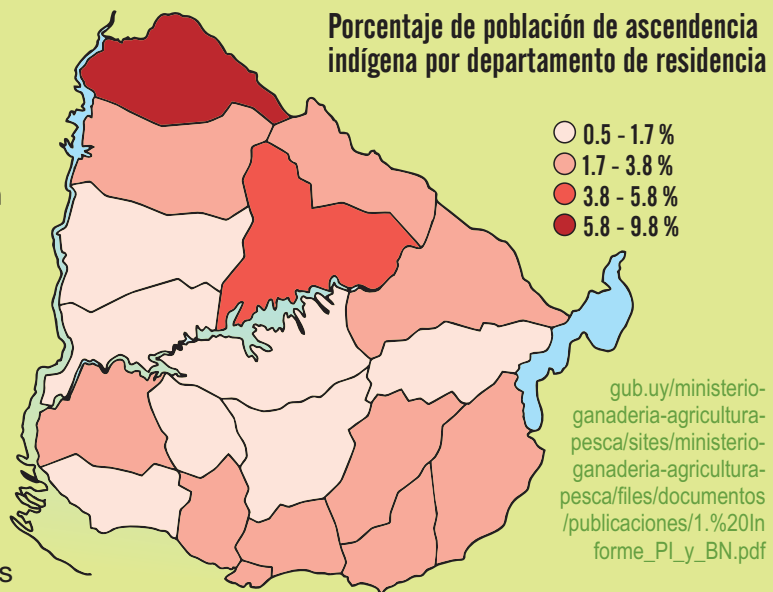 Porcentaje de población de ascendencia
indígena por departamento de residencia
0.5 - 1.7 %
1.7 - 3.8 %
3.8 - 5.8 %
5.8 - 9.8 %
gub.uy/ministerio-
ganaderia-agricultura-
pesca/sites/ministerio-
ganaderia-agricultura-
pesca/files/documentos
/publicaciones/1.%20In
forme_PI_y_BN.pdf
s